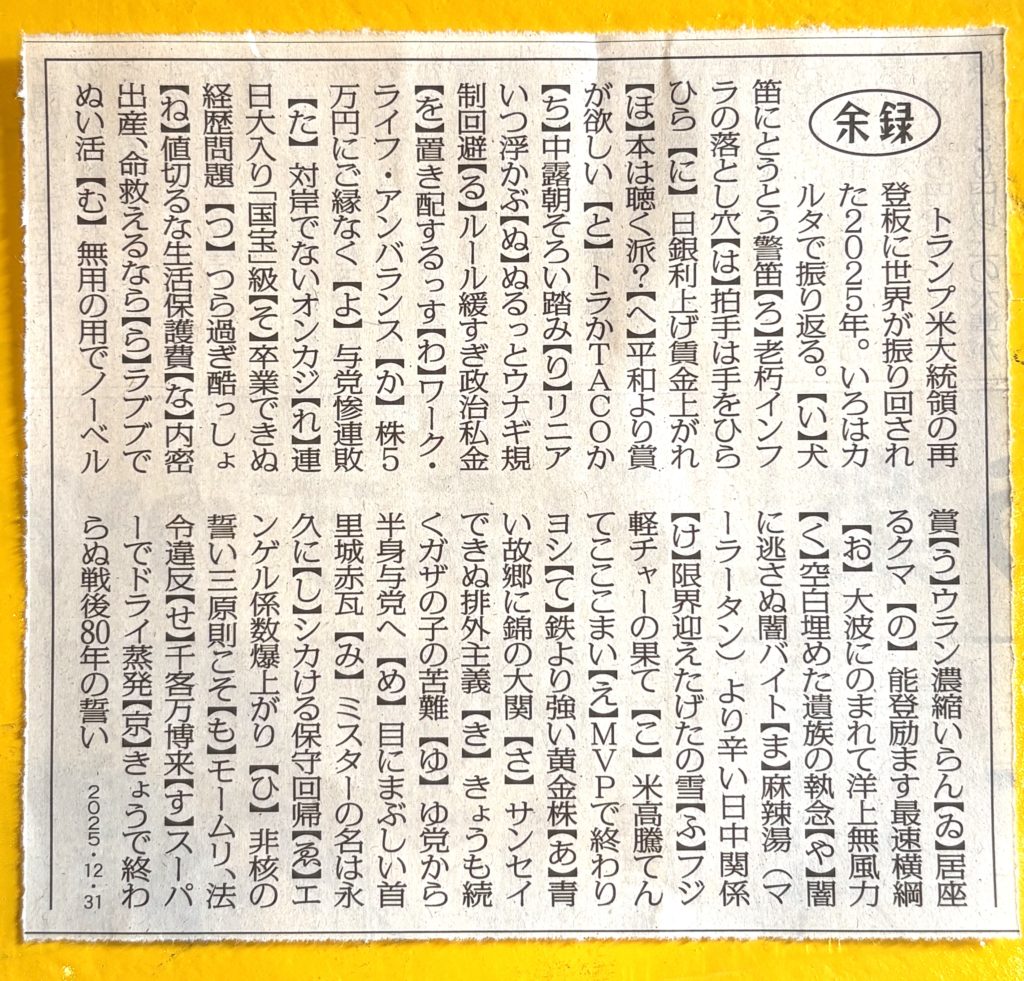 余録
トランプ米大統領の再
登板に世界が振り回され
た2025年。いろはカ
ルタで振り返る。【い】犬
笛にとうとう警笛【ろ】老朽インフ
ラの落とし穴【は】拍手は手をひら
ひら【に】日銀利上げ賃金上がれ
【ほ】本は聴く派?【へ】平和より賞
が欲しい【と】トラかTACOか
【ち】中露朝そろい踏み【り】リニア
いつ浮かぶ【ぬ】ぬるっとウナギ規
制回避【る】ルール緩すぎ政治私金
【を】置き配するっす【わ】ワーク・
ライフ・アンバランス【か】株5
万円にご縁なく【よ】与党惨連敗
【た】対岸でないオンカジ【れ】連
日大入り「国宝」級【そ】卒業できぬ
経歴問題【つ】つら過ぎ酷っしょ
【ね】値切るな生活保護費【な】内密
出産、命救えるなら【ら】ラブブで
ぬい活【む】無用の用でノーベル
賞【う】ウラン濃縮いらん【ゐ】居座
るクマ【の】能登励ます最速横綱
【お】大波にのまれて洋上無風力
【く】空白埋めた遺族の執念【や】闇
に逃さぬ闇バイト【ま】麻辣湯(マ
ーラータン)より辛い日中関係
【け】限界迎えたげたの雪【ふ】フジ
軽チャーの果て【こ】米高騰てん
てここまい【え】MVPで終わり
ヨシ【て】鉄より強い黄金株【あ】青
い故郷に錦の大関【さ】サンセイ
できぬ排外主義【き】きょうも続
くガザの子の苦難【ゆ】ゆ党から
半身与党へ【め】目にまぶしい首
里城赤瓦【み】ミスターの名は永
久に【し】シカける保守回帰【ゑ】エ
ンゲル係数爆上がり【ひ】非核の
誓い三原則こそ【も】モームリ、法
令違反【せ】千客万博来【す】スーパ
ーでドライ蒸発【京】きょうで終わ
らぬ戦後80年の誓い
2025・12・31